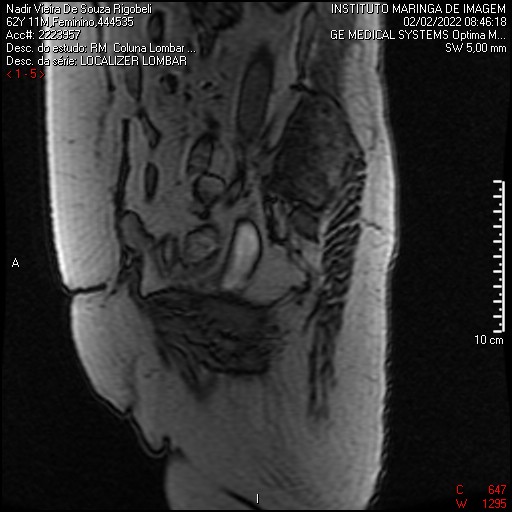 Nadir Vieira De Souza Rigobeli
62Y 11M,Feminino,444535
Acc#: 2223957
Desc. do estudo: RM Coluna Lombar ...
Desc. da série: LOCALIZER LOMBAR
< 1 - 5 >
INSTITUTO MARINGA DE IMAGEM
02/02/2022 08:46:18
GE MEDICAL SYSTEMS Optima M...
SW 5,00 mm
A
10 cm
I
C 647
W 1295